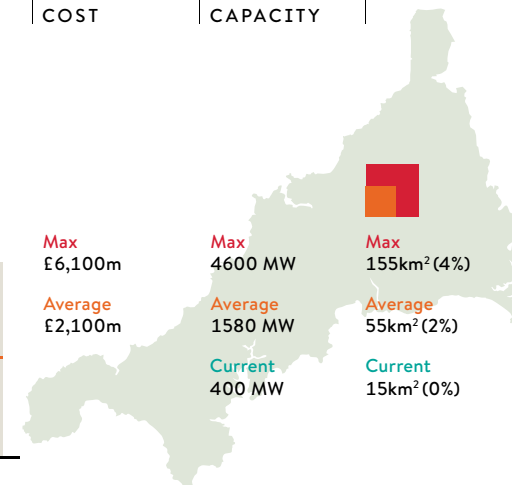 COST
CAPACITY
Max
£6,100m
Average
£2,100m
Max
4600 MW
Average
1580 MW
Current
400 MW
Max
155km² (4%)
Average
55km² (2%)
Current
15km² (0%)